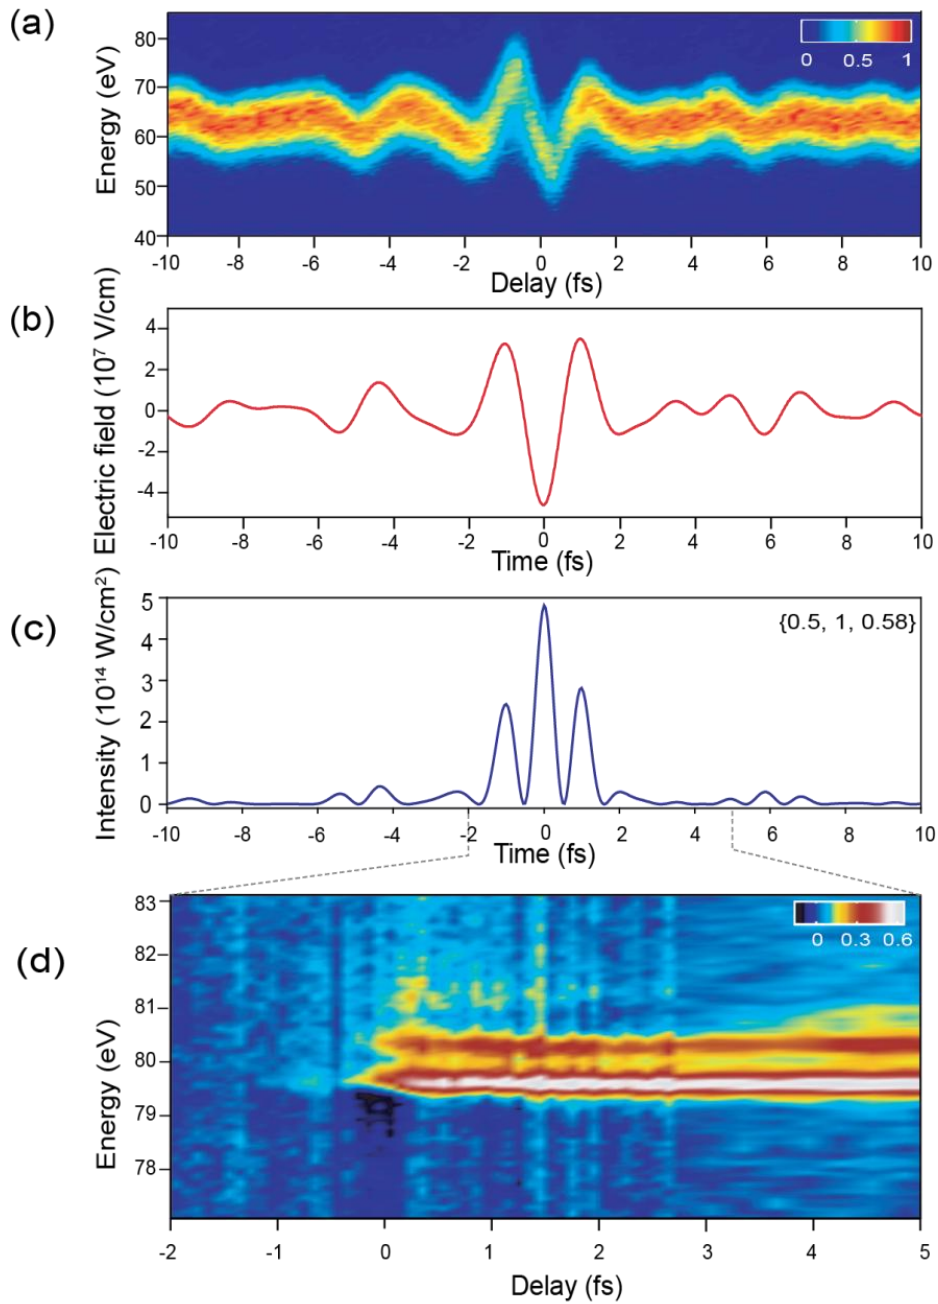 (a)
Energy (eV)
80
70
60
50
40
0 0.5 1
-10 -8 -6 -4 -2 0 2 4 6 8 10
Delay (fs)
(b)
Electric field (10⁷ V/cm)
4
2
0
-2
-4
-10 -8 -6 -4 -2 0 2 4 6 8 10
Time (fs)
(c)
Intensity (10¹⁴ W/cm²)
5
4
3
2
1
0
{0.5, 1, 0.58}
-10 -8 -6 -4 -2 0 2 4 6 8 10
Time (fs)
(d)
Energy (eV)
83
82
81
80
79
78
0 0.3 0.6
-2 -1 0 1 2 3 4 5
Delay (fs)